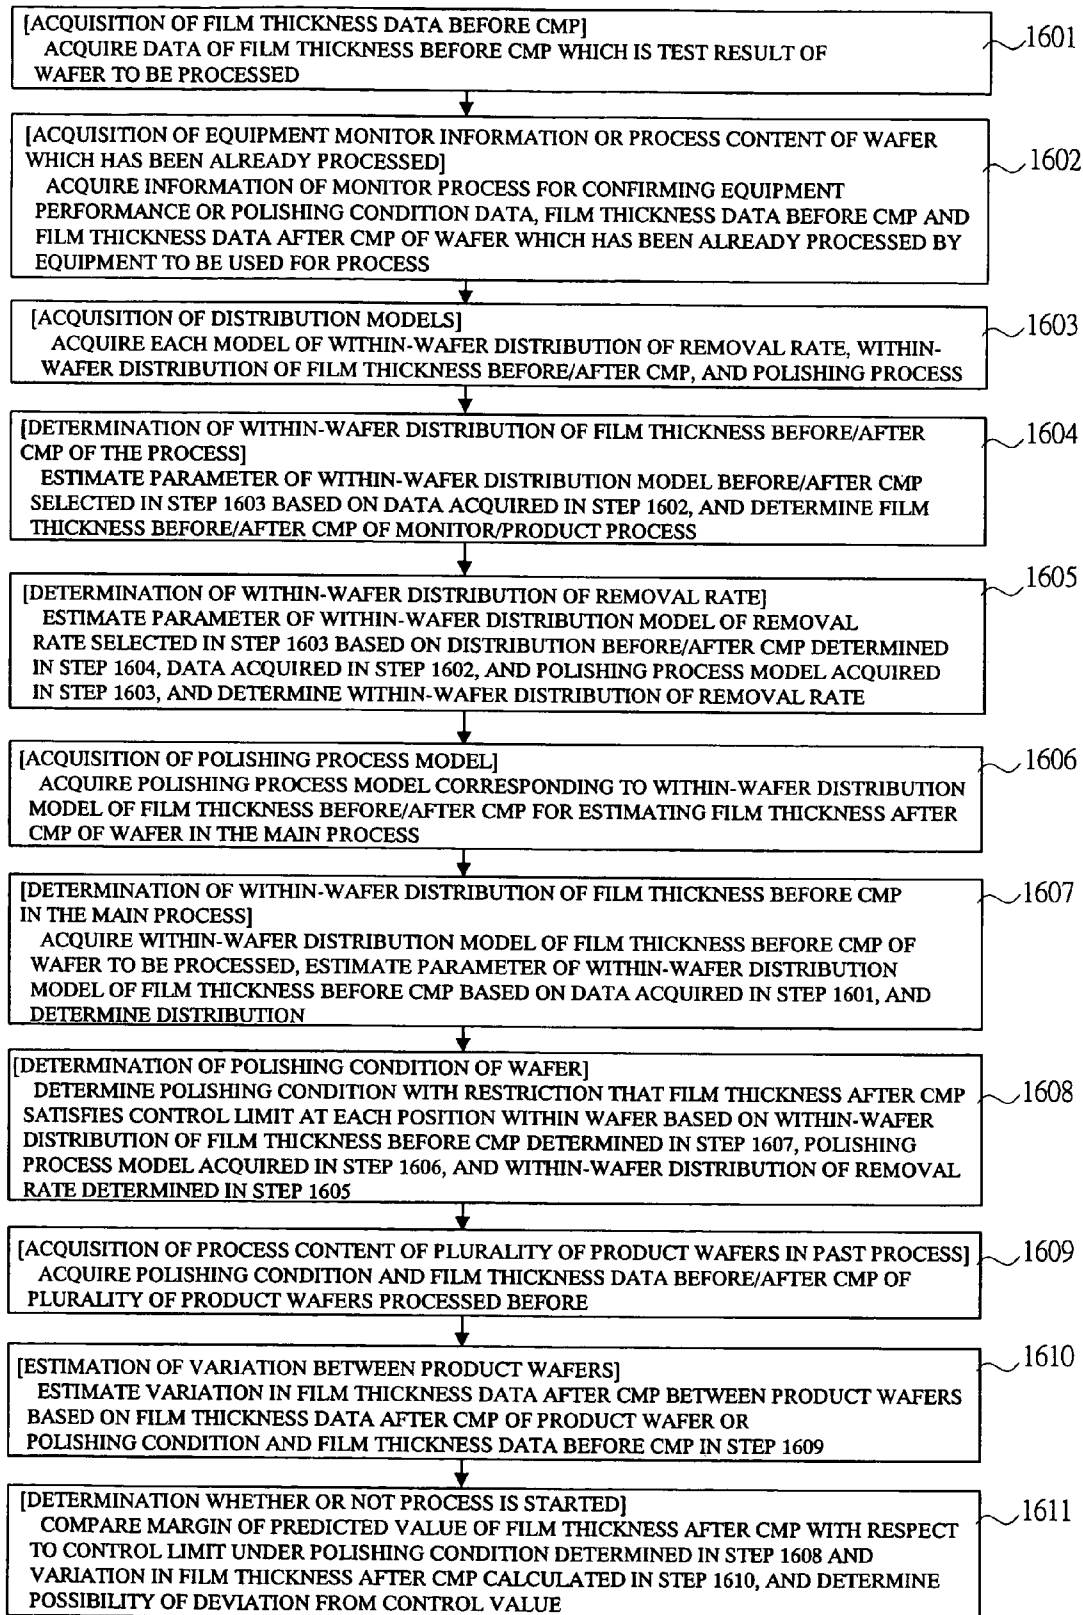 [ACQUISITION OF FILM THICKNESS DATA BEFORE CMP]
ACQUIRE DATA OF FILM THICKNESS BEFORE CMP WHICH IS TEST RESULT OF
WAFER TO BE PROCESSED
1601
[ACQUISITION OF EQUIPMENT MONITOR INFORMATION OR PROCESS CONTENT OF WAFER
WHICH HAS BEEN ALREADY PROCESSED]
ACQUIRE INFORMATION OF MONITOR PROCESS FOR CONFIRMING EQUIPMENT
PERFORMANCE OR POLISHING CONDITION DATA, FILM THICKNESS DATA BEFORE CMP AND
FILM THICKNESS DATA AFTER CMP OF WAFER WHICH HAS BEEN ALREADY PROCESSED BY
EQUIPMENT TO BE USED FOR PROCESS
1602
[ACQUISITION OF DISTRIBUTION MODELS]
ACQUIRE EACH MODEL OF WITHIN-WAFER DISTRIBUTION OF REMOVAL RATE, WITHIN-
WAFER DISTRIBUTION OF FILM THICKNESS BEFORE/AFTER CMP, AND POLISHING PROCESS
1603
[DETERMINATION OF WITHIN-WAFER DISTRIBUTION OF FILM THICKNESS BEFORE/AFTER
CMP OF THE PROCESS]
ESTIMATE PARAMETER OF WITHIN-WAFER DISTRIBUTION MODEL BEFORE/AFTER CMP
SELECTED IN STEP 1603 BASED ON DATA ACQUIRED IN STEP 1602, AND DETERMINE FILM
THICKNESS BEFORE/AFTER CMP OF MONITOR/PRODUCT PROCESS
1604
[DETERMINATION OF WITHIN-WAFER DISTRIBUTION OF REMOVAL RATE]
ESTIMATE PARAMETER OF WITHIN-WAFER DISTRIBUTION MODEL OF REMOVAL
RATE SELECTED IN STEP 1603 BASED ON DISTRIBUTION BEFORE/AFTER CMP DETERMINED
IN STEP 1604, DATA ACQUIRED IN STEP 1602, AND POLISHING PROCESS MODEL ACQUIRED
IN STEP 1603, AND DETERMINE WITHIN-WAFER DISTRIBUTION OF REMOVAL RATE
1605
[ACQUISITION OF POLISHING PROCESS MODEL]
ACQUIRE POLISHING PROCESS MODEL CORRESPONDING TO WITHIN-WAFER DISTRIBUTION
MODEL OF FILM THICKNESS BEFORE/AFTER CMP FOR ESTIMATING FILM THICKNESS AFTER
CMP OF WAFER IN THE MAIN PROCESS
1606
[DETERMINATION OF WITHIN-WAFER DISTRIBUTION OF FILM THICKNESS BEFORE CMP
IN THE MAIN PROCESS]
ACQUIRE WITHIN-WAFER DISTRIBUTION MODEL OF FILM THICKNESS BEFORE CMP OF
WAFER TO BE PROCESSED, ESTIMATE PARAMETER OF WITHIN-WAFER DISTRIBUTION
MODEL OF FILM THICKNESS BEFORE CMP BASED ON DATA ACQUIRED IN STEP 1601, AND
DETERMINE DISTRIBUTION
1607
[DETERMINATION OF POLISHING CONDITION OF WAFER]
DETERMINE POLISHING CONDITION WITH RESTRICTION THAT FILM THICKNESS AFTER CMP
SATISFIES CONTROL LIMIT AT EACH POSITION WITHIN WAFER BASED ON WITHIN-WAFER
DISTRIBUTION OF FILM THICKNESS BEFORE CMP DETERMINED IN STEP 1607, POLISHING
PROCESS MODEL ACQUIRED IN STEP 1606, AND WITHIN-WAFER DISTRIBUTION OF REMOVAL
RATE DETERMINED IN STEP 1605
1608
[ACQUISITION OF PROCESS CONTENT OF PLURALITY OF PRODUCT WAFERS IN PAST PROCESS]
ACQUIRE POLISHING CONDITION AND FILM THICKNESS DATA BEFORE/AFTER CMP OF
PLURALITY OF PRODUCT WAFERS PROCESSED BEFORE
1609
[ESTIMATION OF VARIATION BETWEEN PRODUCT WAFERS]
ESTIMATE VARIATION IN FILM THICKNESS DATA AFTER CMP BETWEEN PRODUCT WAFERS
BASED ON FILM THICKNESS DATA AFTER CMP OF PRODUCT WAFER OR
POLISHING CONDITION AND FILM THICKNESS DATA BEFORE CMP IN STEP 1609
1610
[DETERMINATION WHETHER OR NOT PROCESS IS STARTED]
COMPARE MARGIN OF PREDICTED VALUE OF FILM THICKNESS AFTER CMP WITH RESPECT
TO CONTROL LIMIT UNDER POLISHING CONDITION DETERMINED IN STEP 1608 AND
VARIATION IN FILM THICKNESS AFTER CMP CALCULATED IN STEP 1610, AND DETERMINE
POSSIBILITY OF DEVIATION FROM CONTROL VALUE
1611